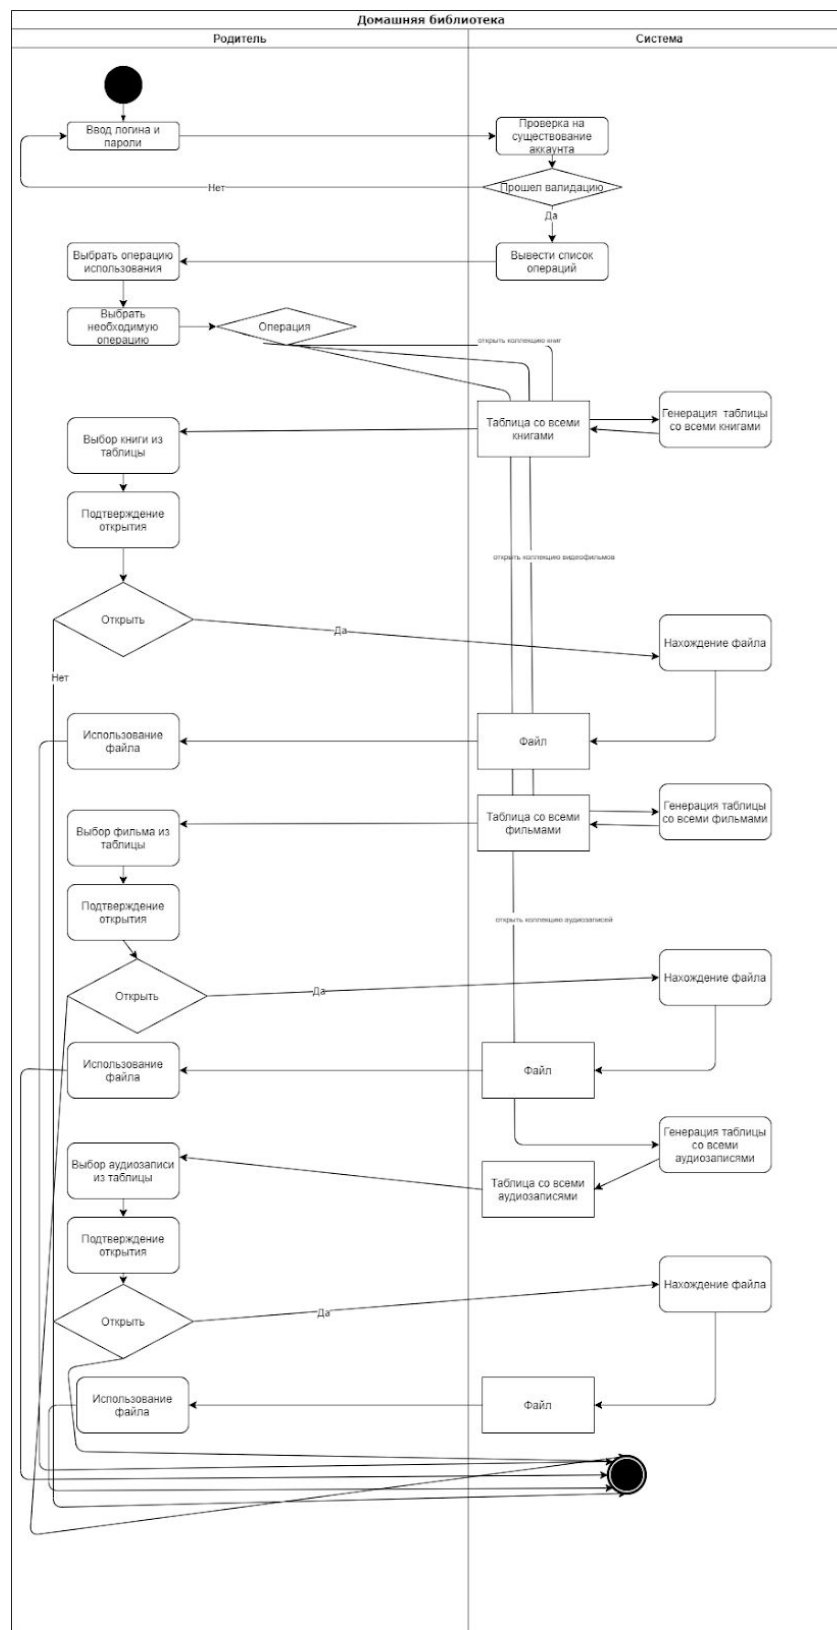 Домашняя библиотека
Родитель
Система
Ввод логина и
пароли
Проверка на
существование
аккаунта
Нет
Прошел валидацию
Да
Выбрать операцию
использования
Вывести список
операций
Выбрать
необходимую
операцию
Операция
открыть коллекцию книг
Таблица со всеми
книгами
Генерация таблицы
со всеми книгами
Выбор книги из
таблицы
Подтверждение
открытия
открыть коллекцию видеофильмов
Открыть
Да
Нахождение файла
Нет
Использование
файла
Файл
Таблица со всеми
фильмами
Генерация таблицы
со всеми фильмами
Выбор фильма из
таблицы
Подтверждение
открытия
открыть коллекцию аудиозаписей
Открыть
Да
Нахождение файла
Использование
файла
Файл
Генерация таблицы
со всеми
аудиозаписями
Выбор аудиозаписи
из таблицы
Таблица со всеми
аудиозаписями
Подтверждение
открытия
Открыть
Да
Нахождение файла
Использование
файла
Файл